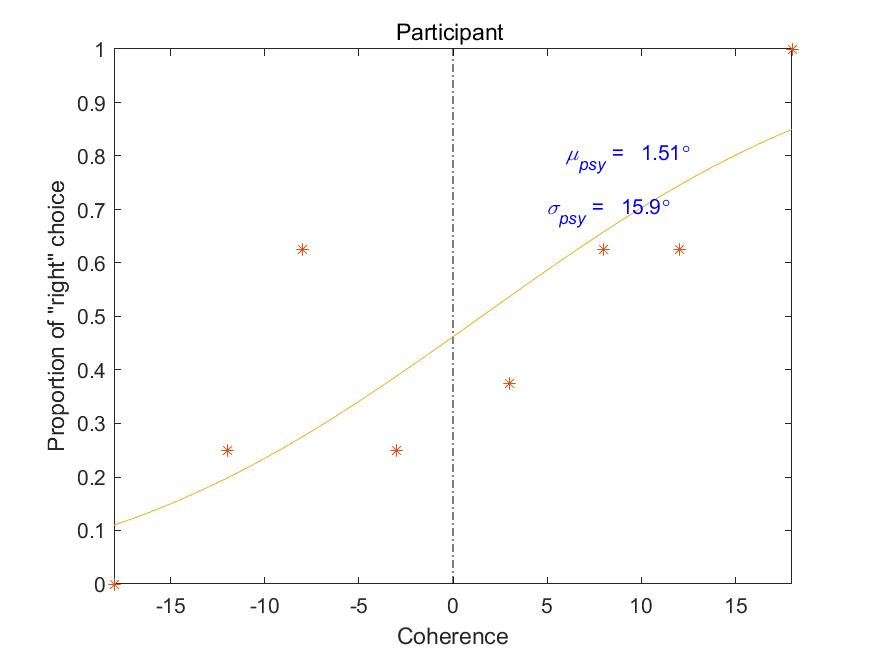 Participant
1
0.9
0.8
0.7
0.6
0.5
0.4
0.3
0.2
0.1
0
μpsy = 1.51°
σpsy = 15.9°
-15 -10 -5 0 5 10 15
Coherence
Proportion of "right" choice